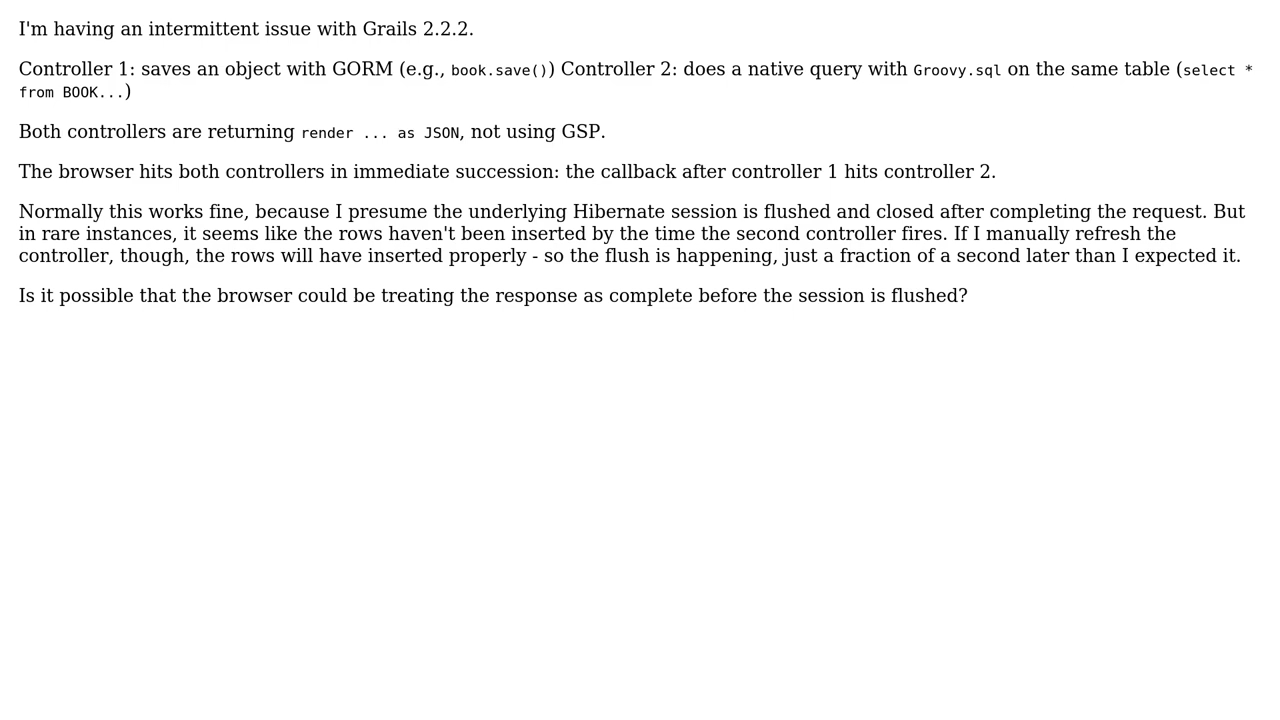 I'm having an intermittent issue with Grails 2.2.2.
Controller 1: saves an object with GORM (e.g., book.save()) Controller 2: does a native query with Groovy.sql on the same table (select *
from BOOK...)
Both controllers are returning render ... as JSON, not using GSP.
The browser hits both controllers in immediate succession: the callback after controller 1 hits controller 2.
Normally this works fine, because I presume the underlying Hibernate session is flushed and closed after completing the request. But
in rare instances, it seems like the rows haven't been inserted by the time the second controller fires. If I manually refresh the
controller, though, the rows will have inserted properly - so the flush is happening, just a fraction of a second later than I expected it.
Is it possible that the browser could be treating the response as complete before the session is flushed?